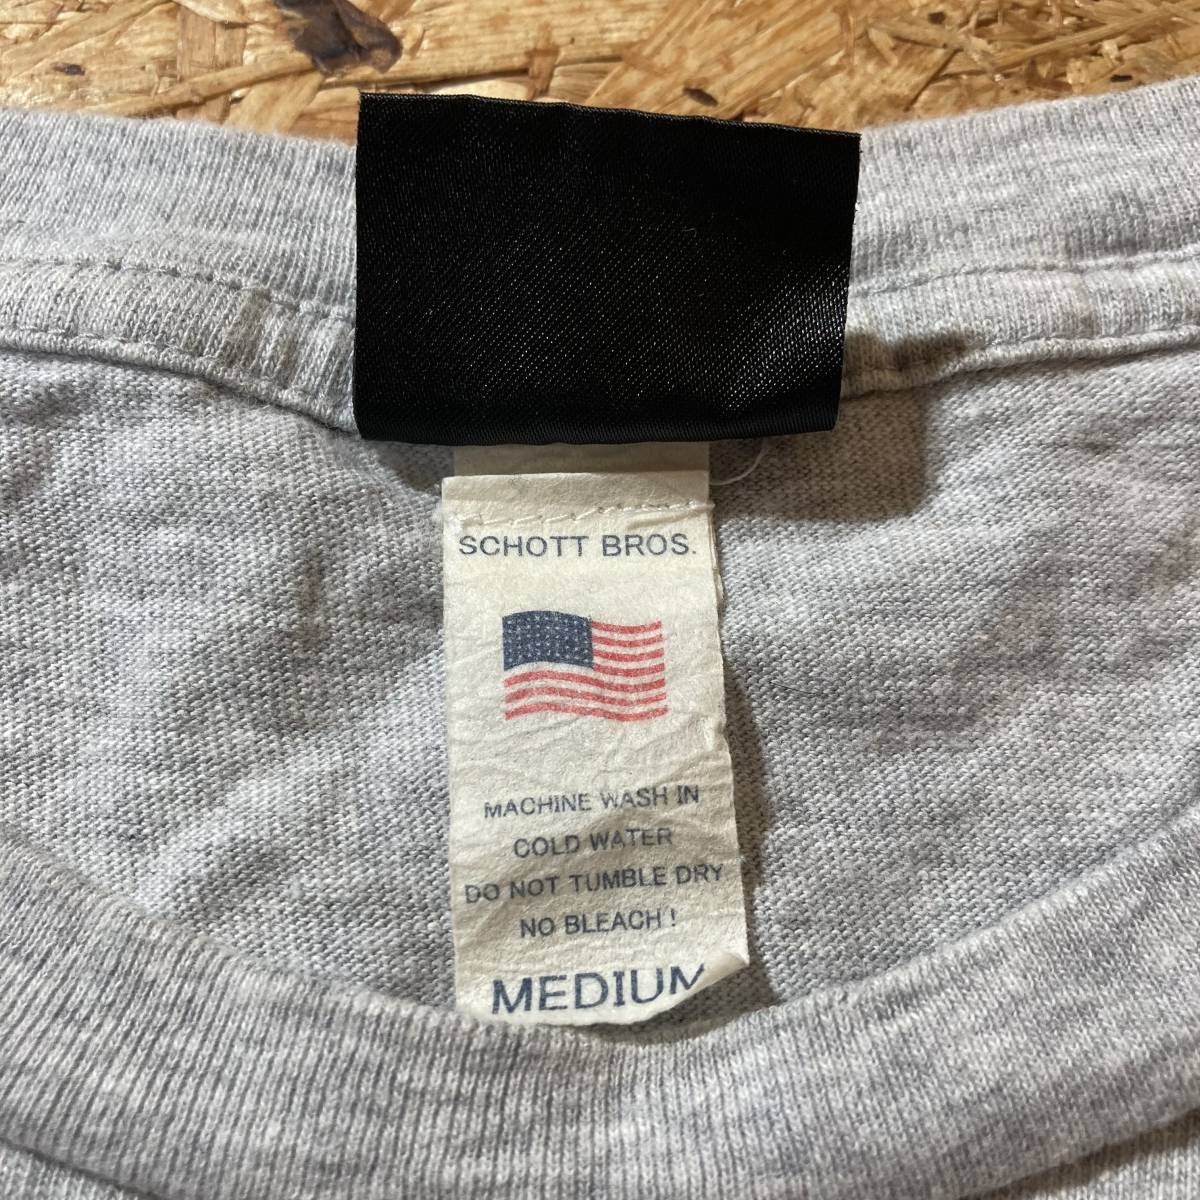 SCHOTT BROS.
MACHINE WASH IN
COLD WATER
DO NOT TUMBLE DRY
NO BLEACH !
MEDIUM